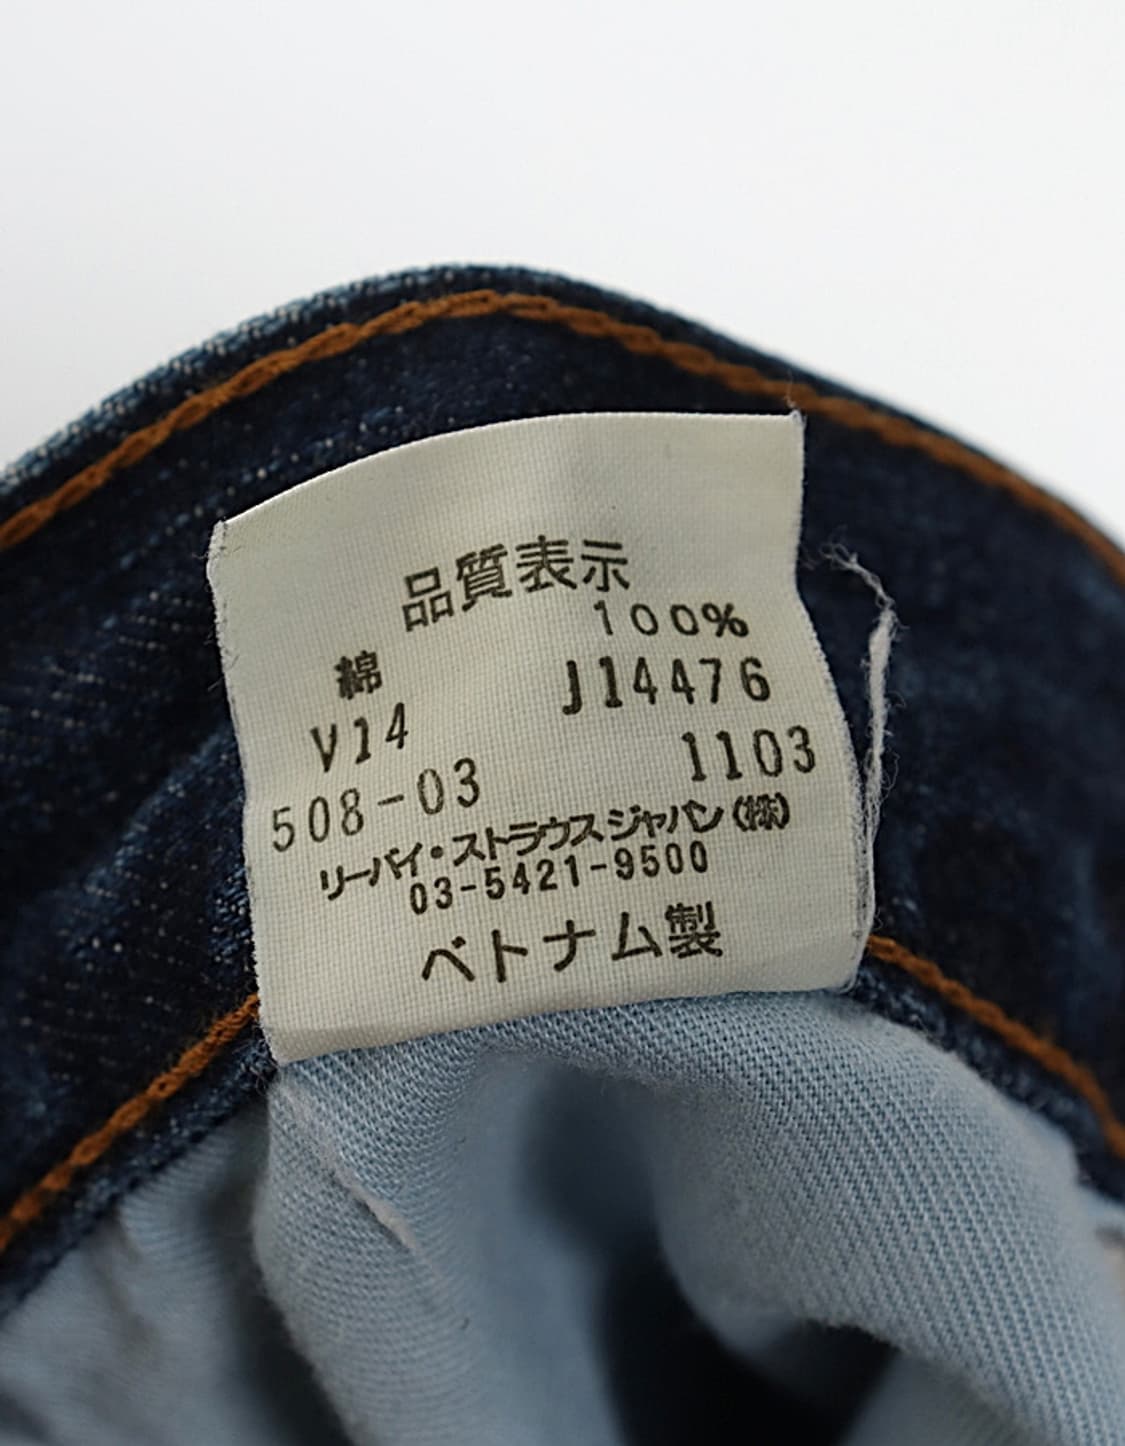 品質表示
綿 100%
V14 J14476
508-03 1103
リーバイ・ストラウスジャパン(株)
03-5421-9500
ベトナム製